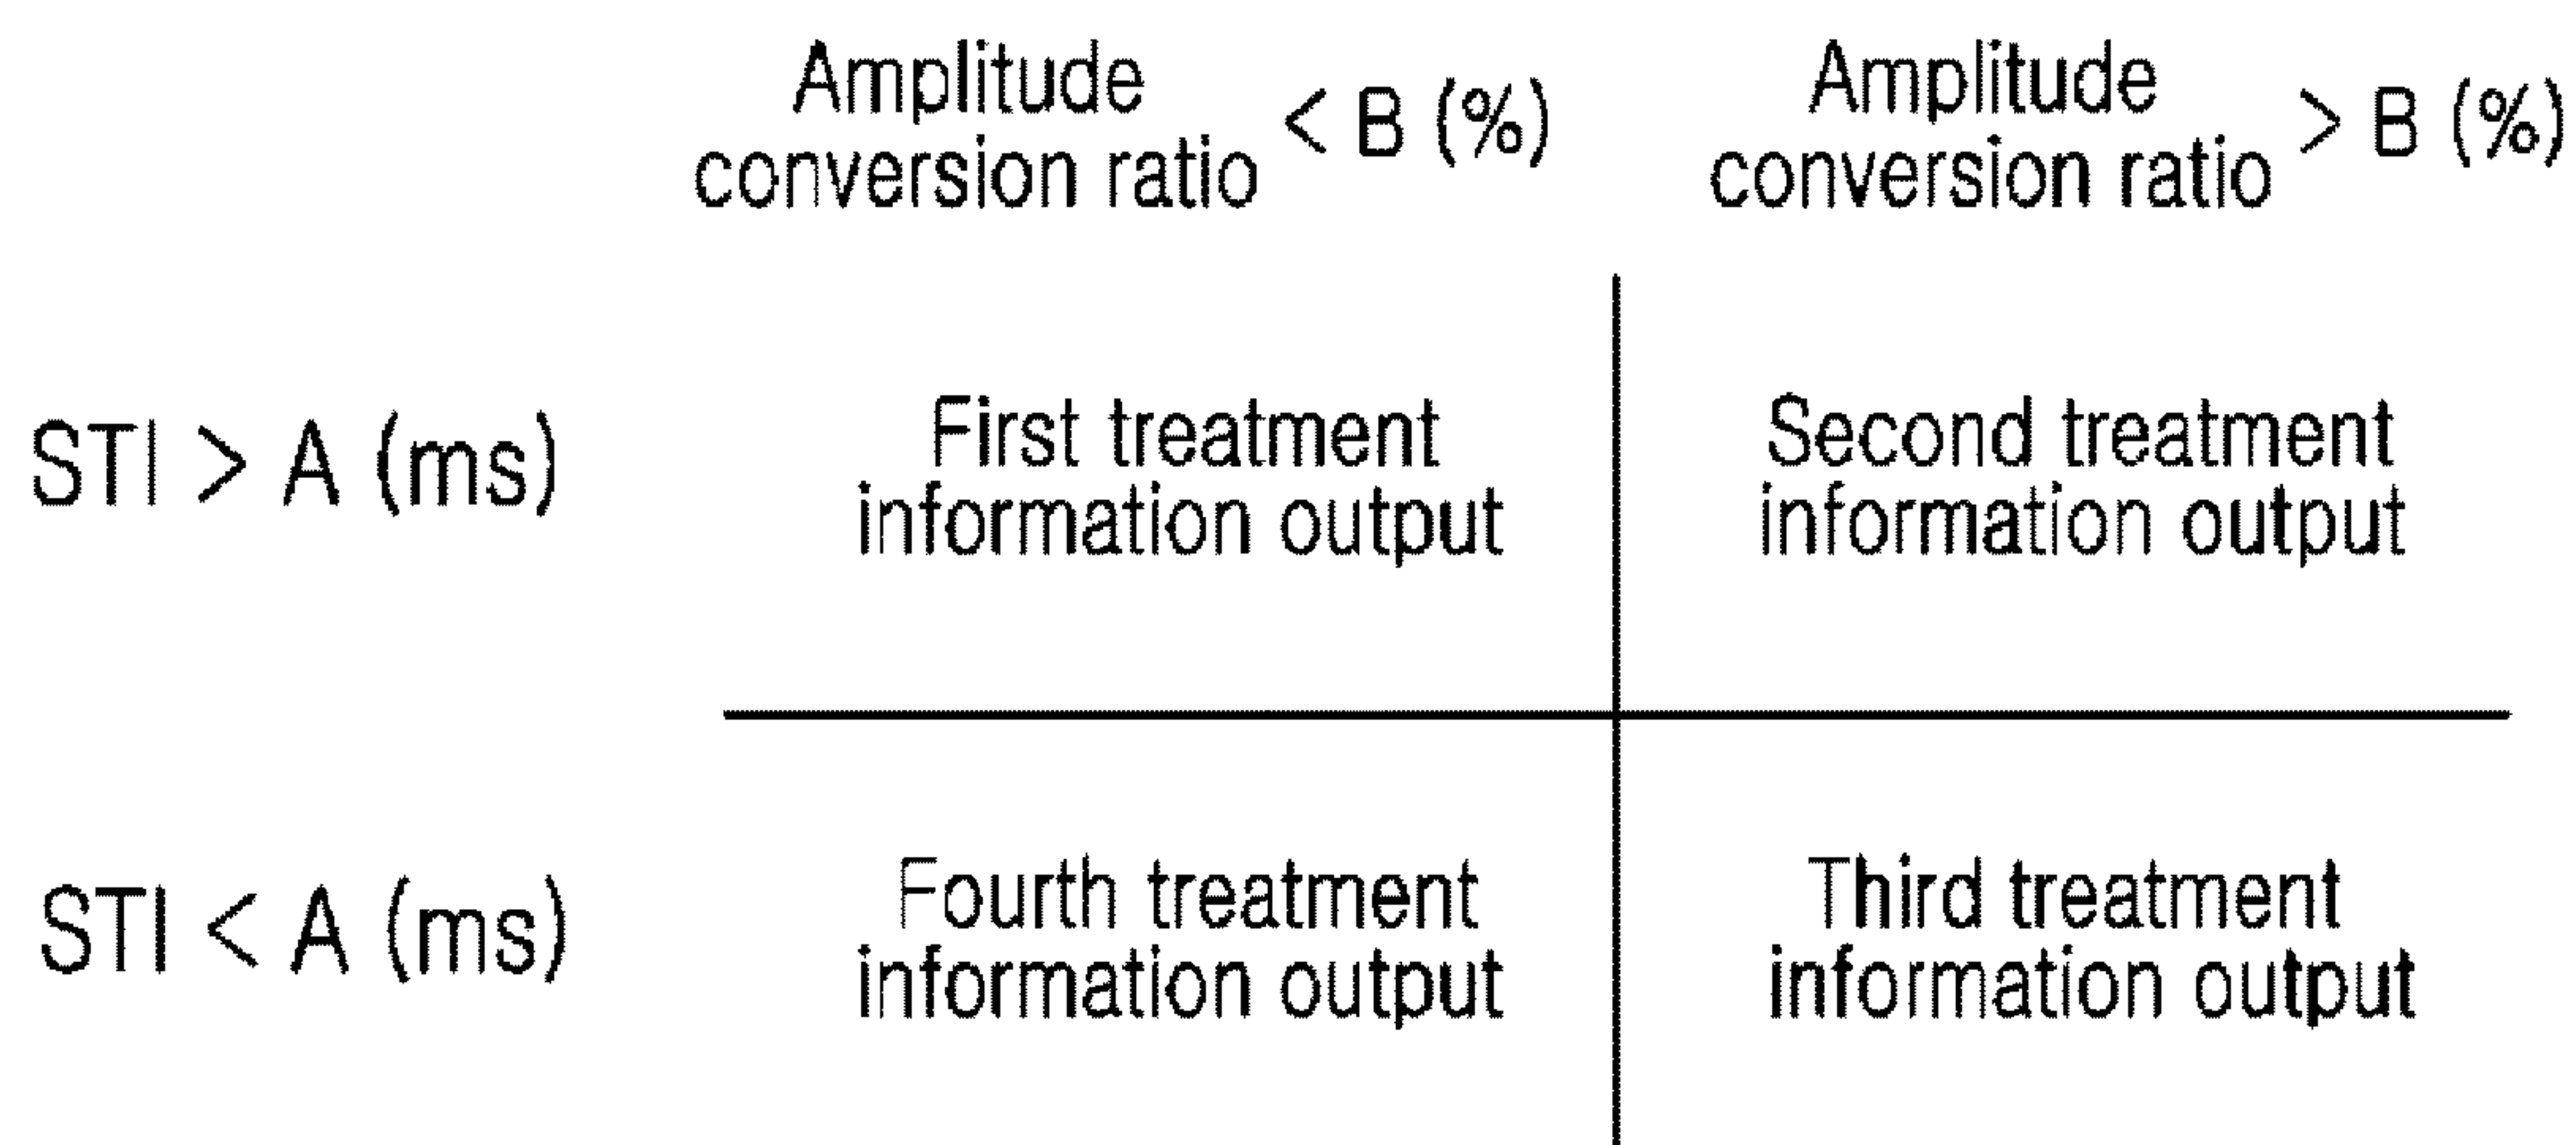 Amplitude
conversion ratio < B (%)
Amplitude
conversion ratio > B (%)
STI > A (ms)
First treatment
information output
Second treatment
information output
STI < A (ms)
Fourth treatment
information output
Third treatment
information output